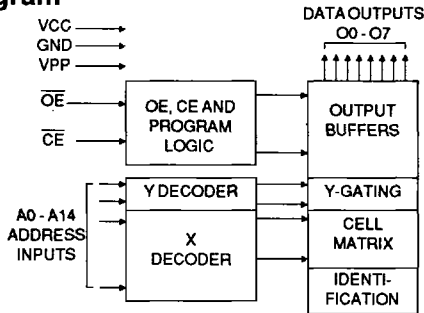 gram
DATA OUTPUTS
O0 - O7
VCC
GND
VPP
OE
CE
OE, CE AND
PROGRAM
LOGIC
OUTPUT
BUFFERS
A0 - A14
ADDRESS
INPUTS
Y DECODER
Y-GATING
X
DECODER
CELL
MATRIX
IDENTI-
FICATION